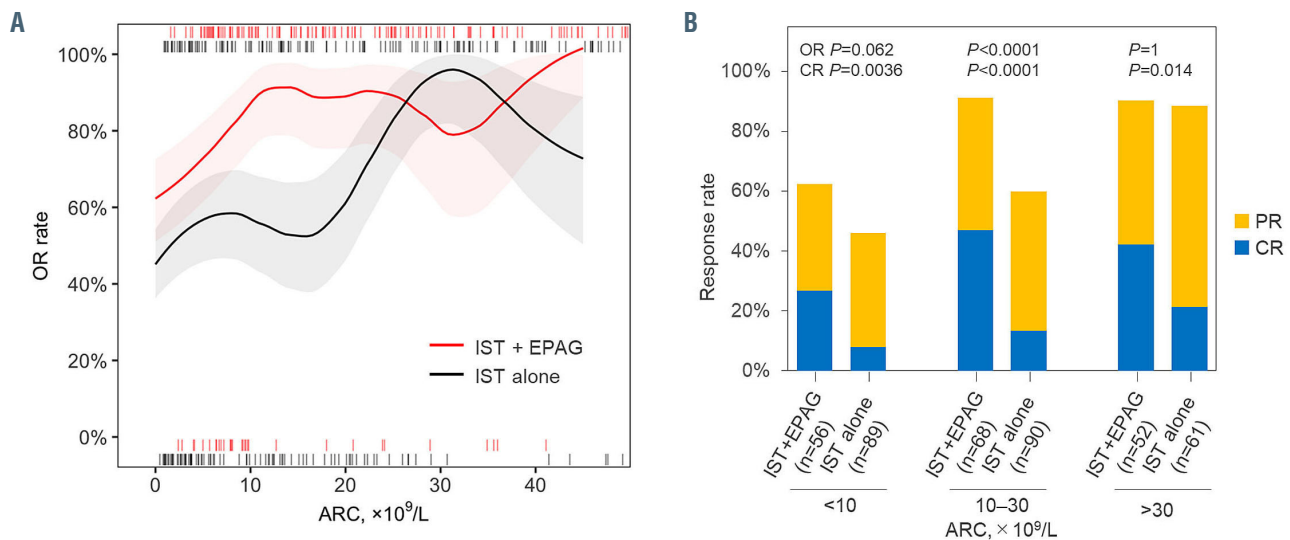 A
100%
80%
60%
40%
20%
0%
OR rate
IST + EPAG
IST alone
0
10
20
30
40
ARC, ×10⁹/L
B
OR P=0.062
P<0.0001
P=1
CR P=0.0036
P<0.0001
P=0.014
100%
80%
60%
40%
20%
0%
Response rate
PR
CR
IST+EPAG
(n=56)
IST alone
(n=89)
IST+EPAG
(n=68)
IST alone
(n=90)
IST+EPAG
(n=52)
IST alone
(n=61)
<10
10–30
>30
ARC, ×10⁹/L